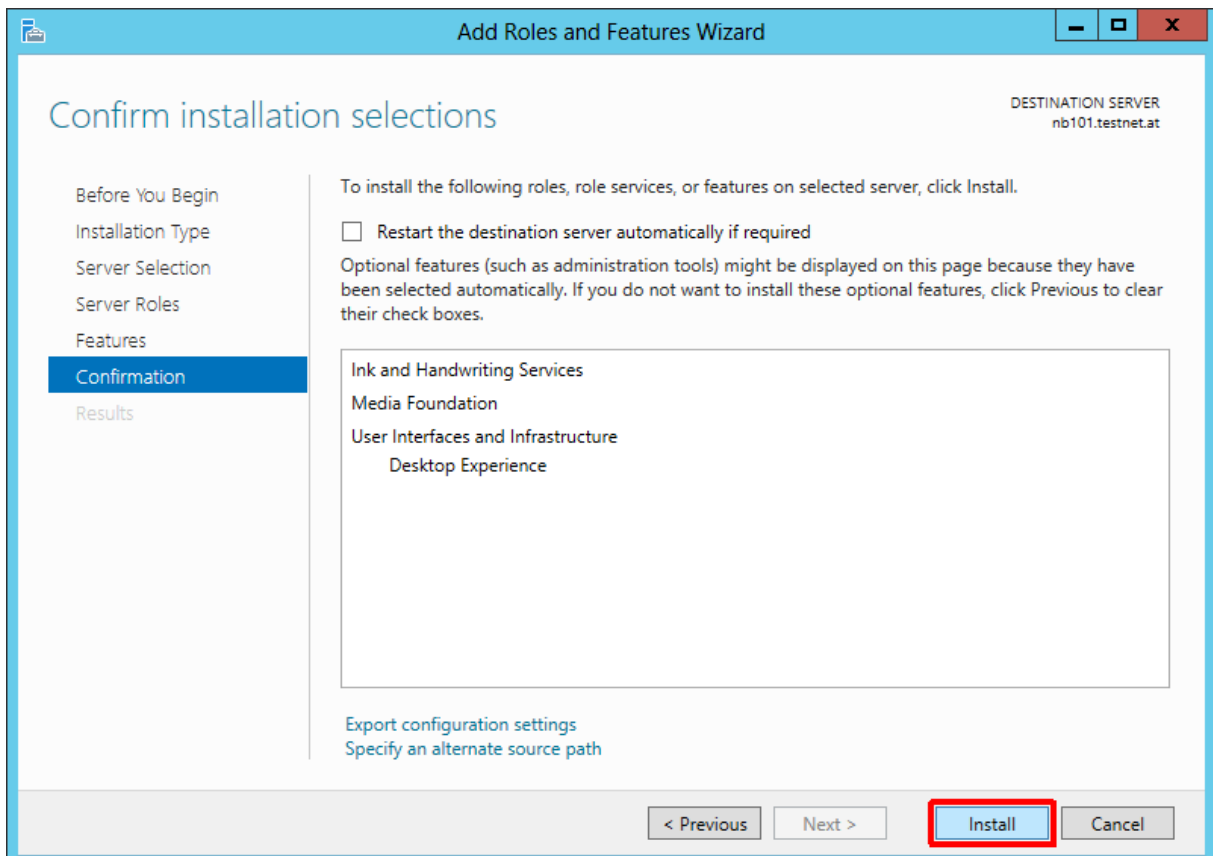 Add Roles and Features Wizard
Confirm installation selections
DESTINATION SERVER
nb101.testnet.at
Before You Begin
Installation Type
Server Selection
Server Roles
Features
Confirmation
Results
To install the following roles, role services, or features on selected server, click Install.
Restart the destination server automatically if required
Optional features (such as administration tools) might be displayed on this page because they have
been selected automatically. If you do not want to install these optional features, click Previous to clear
their check boxes.
Ink and Handwriting Services
Media Foundation
User Interfaces and Infrastructure
Desktop Experience
Export configuration settings
Specify an alternate source path
< Previous
Next >
Install
Cancel